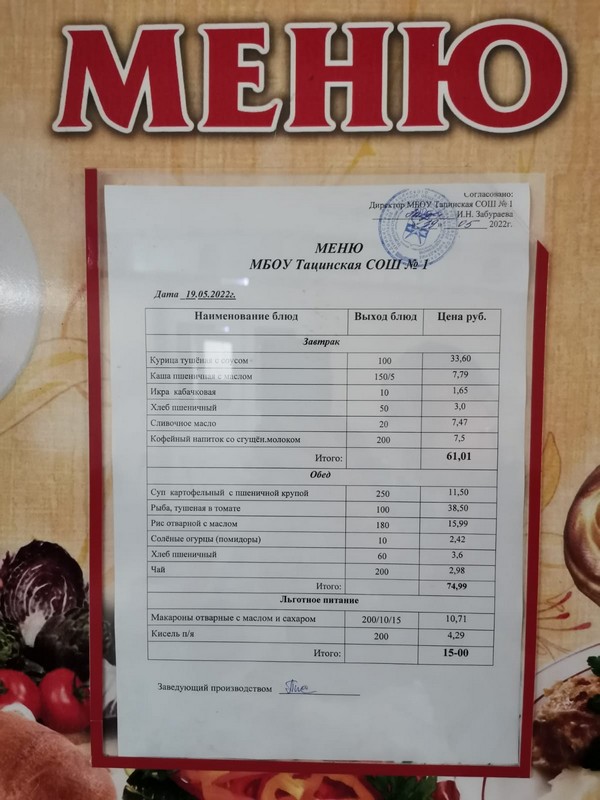 МЕНЮ
Согласовано:
Директор МБОУ Тацинская СОШ № 1
И.Н. Забураева
05 2022г.
МЕНЮ
МБОУ Тацинская СОШ № 1
Дата 19.05.2022г.
Наименование блюд Выход блюд Цена руб.
Завтрак
Курица тушёная с соусом 100 33,60
Каша пшеничная с маслом 150/5 7,79
Икра кабачковая 10 1,65
Хлеб пшеничный 50 3,0
Сливочное масло 20 7,47
Кофейный напиток со сгущён.молоком 200 7,5
Итого: 61,01
Обед
Суп картофельный с пшеничной крупой 250 11,50
Рыба, тушеная в томате 100 38,50
Рис отварной с маслом 180 15,99
Солёные огурцы (помидоры) 10 2,42
Хлеб пшеничный 60 3,6
Чай 200 2,98
Итого: 74,99
Льготное питание
Макароны отварные с маслом и сахаром 200/10/15 10,71
Кисель п/я 200 4,29
Итого: 15-00
Заведующий производством